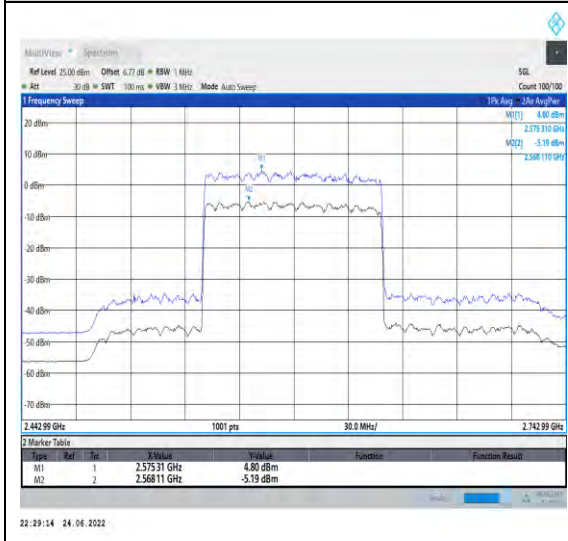 MultiView Spectrum
Ref Level 25.00 dBm Offset 6.77 dB RBW 1 MHz SGL
Att 30 dB SWT 100 ms VBW 3 MHz Mode Auto Sweep Count 100/100
1 Frequency Sweep 1Pk Avg 2Av AvgPwr
M1[1] 4.80 dBm
2.575 310 GHz
M2[2] -5.19 dBm
2.568 110 GHz
20 dBm
10 dBm
M1
0 dBm
M2
-10 dBm
-20 dBm
-30 dBm
-40 dBm
-50 dBm
-60 dBm
-70 dBm
2.442 99 GHz 1001 pts 30.0 MHz/ 2.742 99 GHz
2 Marker Table
Type Ref Trc X-Value Y-Value Function Function Result
M1 1 2.575 31 GHz 4.80 dBm
M2 2 2.568 11 GHz -5.19 dBm
22:29:14 24.06.2022